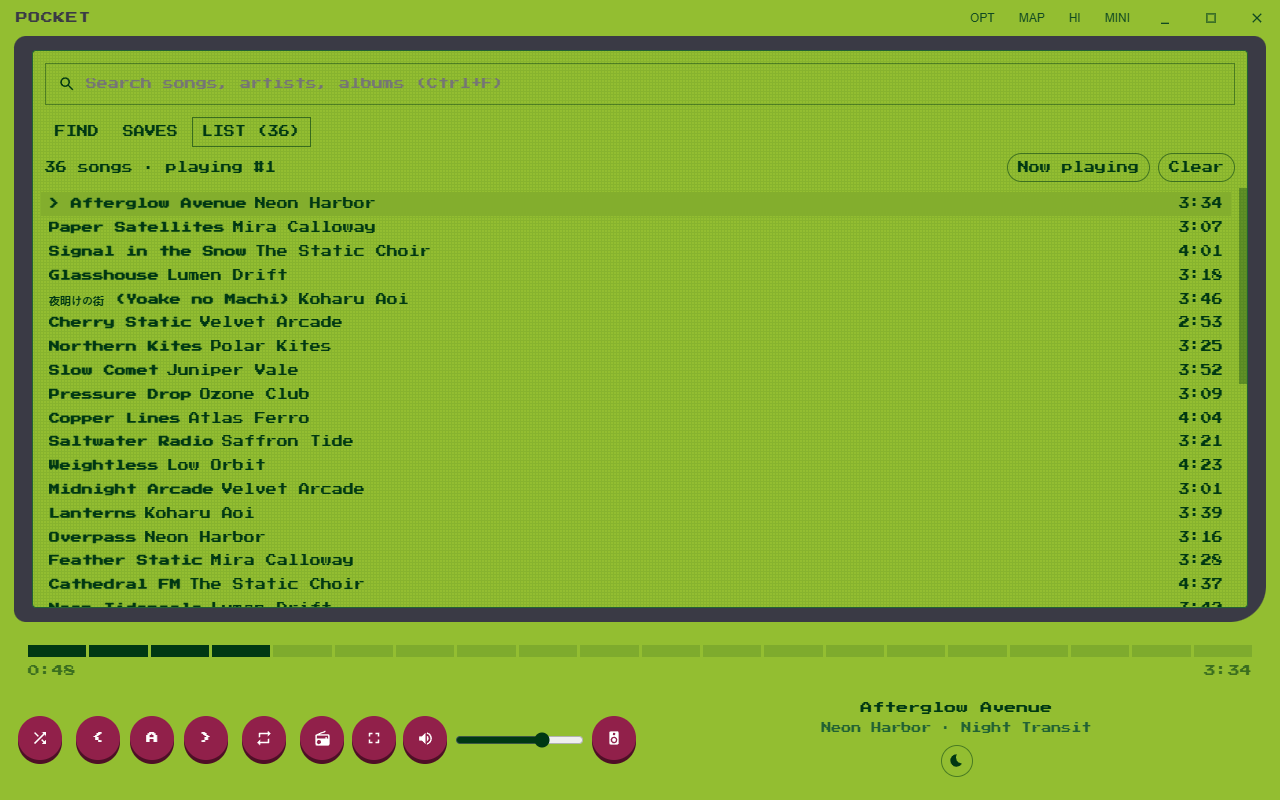 POCKET
OPT MAP HI MINI
Search songs, artists, albums (Ctrl+F)
FIND SAVES LIST (36)
36 songs · playing #1 Now playing Clear
> Afterglow Avenue Neon Harbor 3:34
Paper Satellites Mira Calloway 3:07
Signal in the Snow The Static Choir 4:01
Glasshouse Lumen Drift 3:18
夜明けの街 (Yoake no Machi) Koharu Aoi 3:46
Cherry Static Velvet Arcade 2:53
Northern Kites Polar Kites 3:25
Slow Comet Juniper Vale 3:52
Pressure Drop Ozone Club 3:09
Copper Lines Atlas Ferro 4:04
Saltwater Radio Saffron Tide 3:21
Weightless Low Orbit 4:23
Midnight Arcade Velvet Arcade 3:01
Lanterns Koharu Aoi 3:39
Overpass Neon Harbor 3:16
Feather Static Mira Calloway 3:28
Cathedral FM The Static Choir 4:37
Lumen Drift
0:48 3:34
Afterglow Avenue
Neon Harbor · Night Transit
A